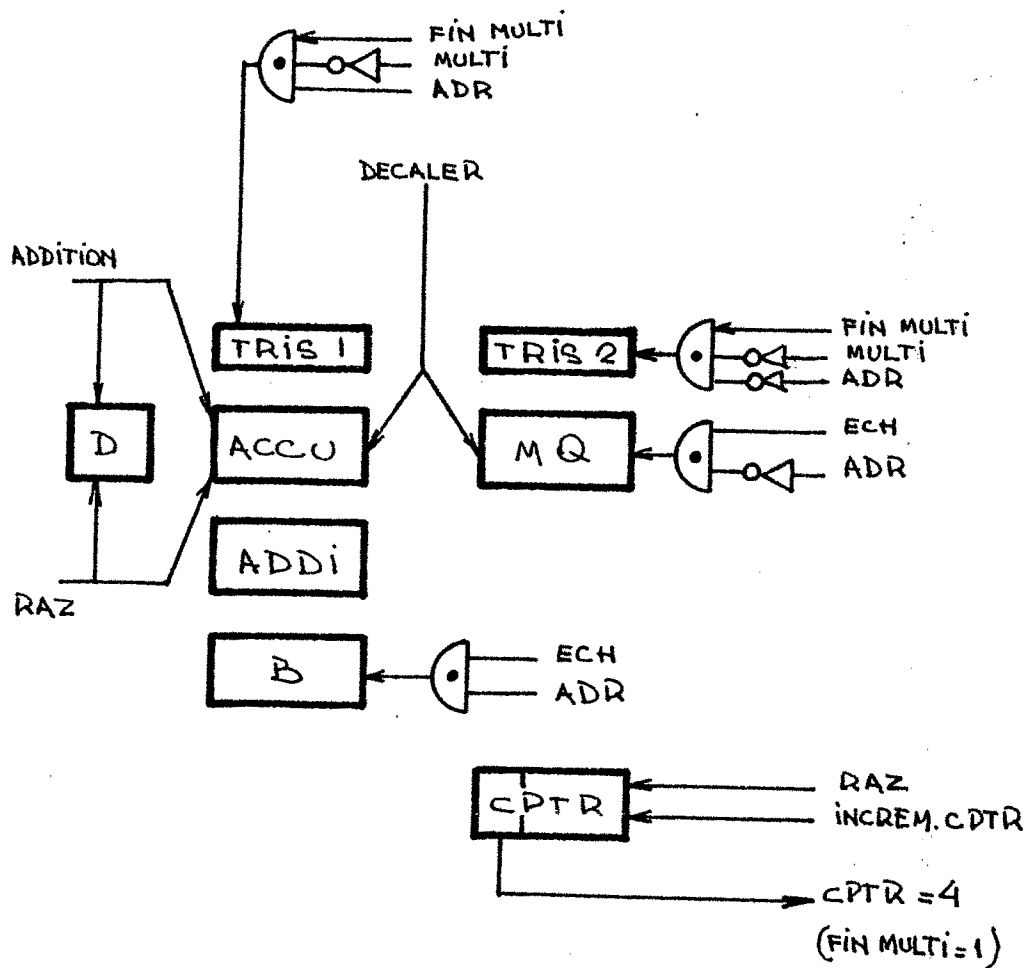 FIN MULTI
MULTI
ADR
DECALER
ADDITION
TRIS 1
TRIS 2
FIN MULTI
MULTI
ADR
D
ACCU
MQ
ECH
ADR
ADDI
RAZ
B
ECH
ADR
CPTR
RAZ
INCREM. CPTR
CPTR = 4
(FIN MULTI = 1)